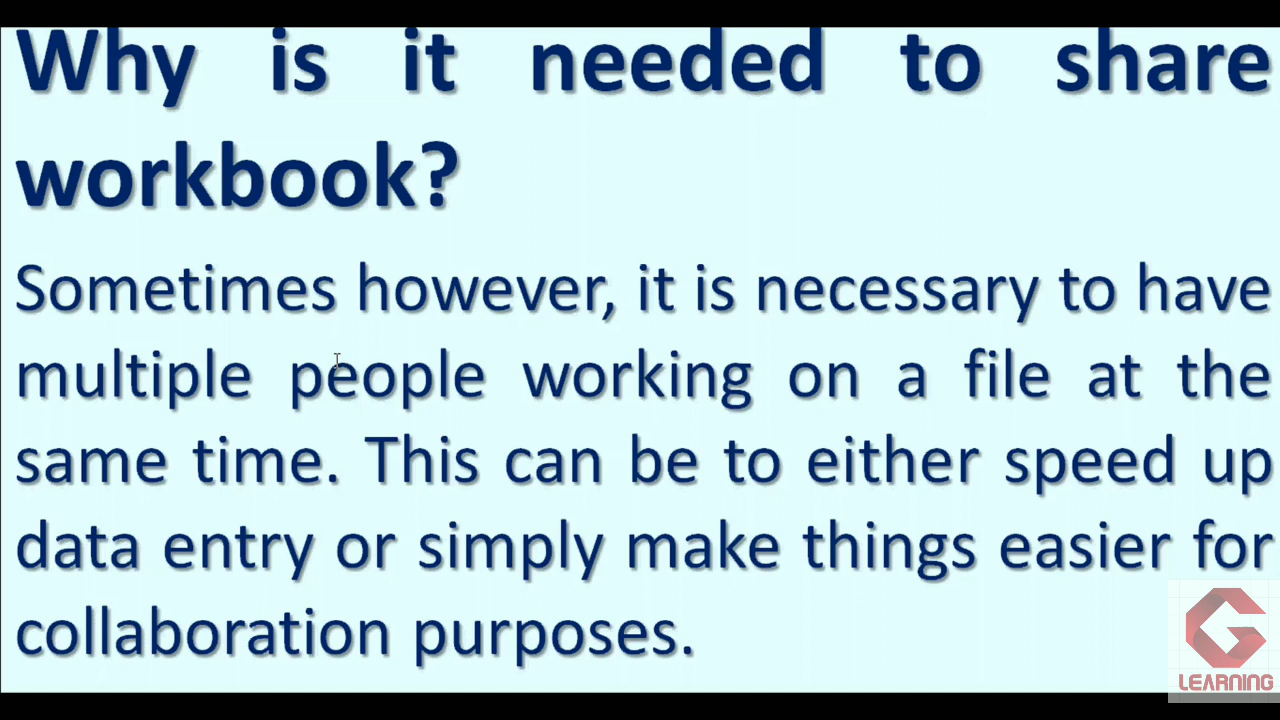 Why is it needed to share
workbook?
Sometimes however, it is necessary to have
multiple people working on a file at the
same time. This can be to either speed up
data entry or simply make things easier for
collaboration purposes.
LEARNING